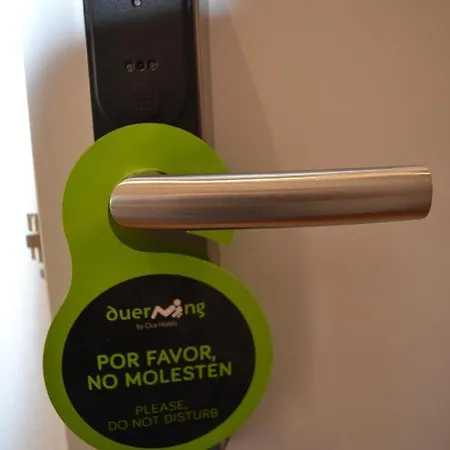 duerming
by Oca Hotels
POR FAVOR,
NO MOLESTEN
PLEASE,
DO NOT DISTURB